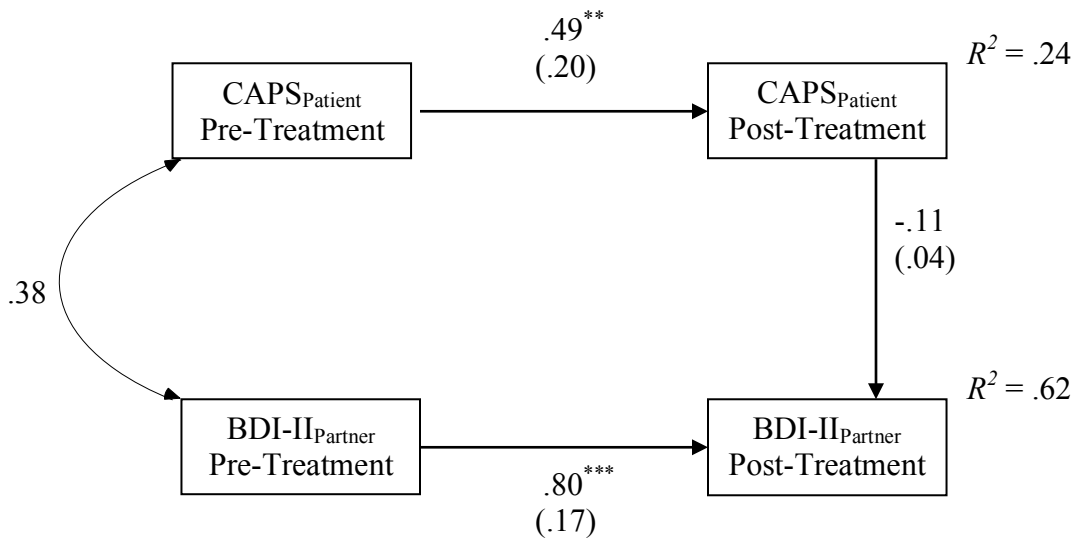 .49**
(.20)
R² = .24
CAPSPatient
Pre-Treatment
CAPSPatient
Post-Treatment
-.11
(.04)
.38
R² = .62
BDI-IIPartner
Pre-Treatment
BDI-IIPartner
Post-Treatment
.80***
(.17)